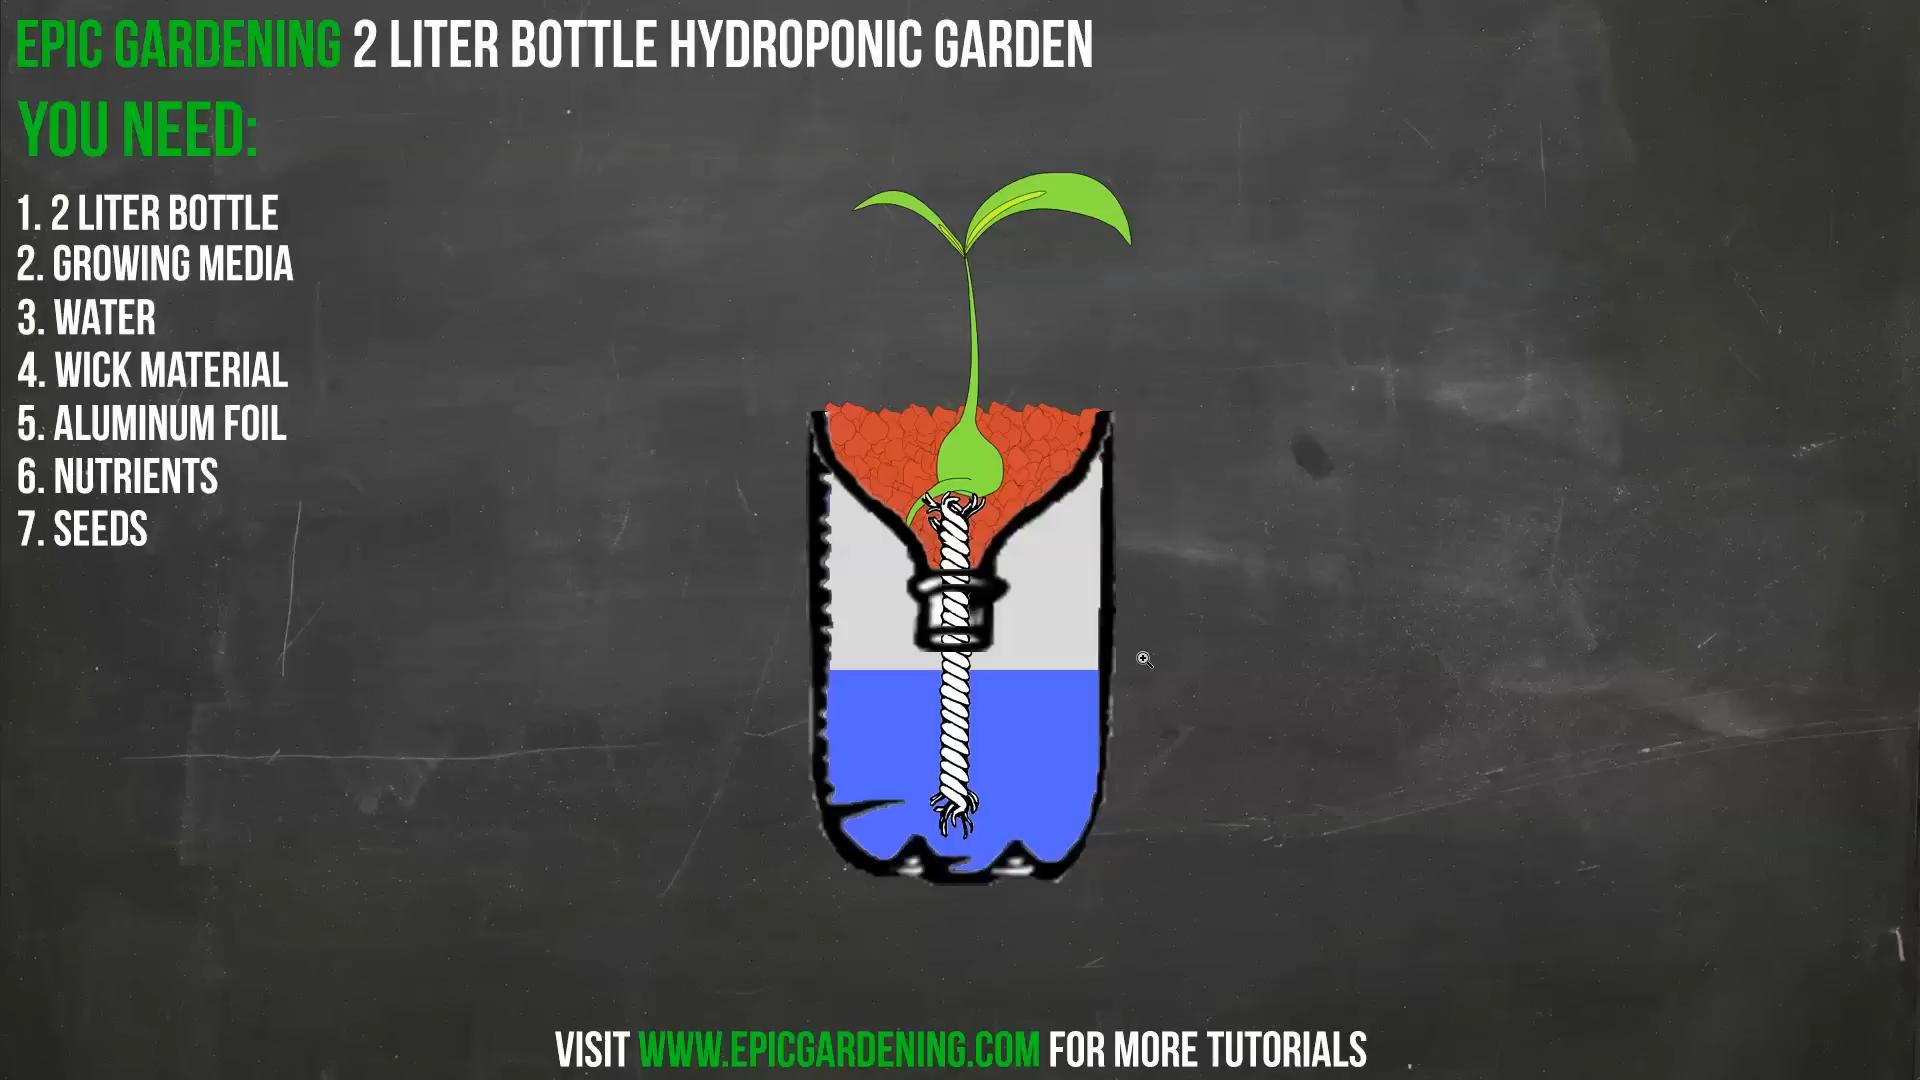 EPIC GARDENING 2 LITER BOTTLE HYDROPONIC GARDEN
YOU NEED:
1. 2 LITER BOTTLE
2. GROWING MEDIA
3. WATER
4. WICK MATERIAL
5. ALUMINUM FOIL
6. NUTRIENTS
7. SEEDS
VISIT WWW.EPICGARDENING.COM FOR MORE TUTORIALS